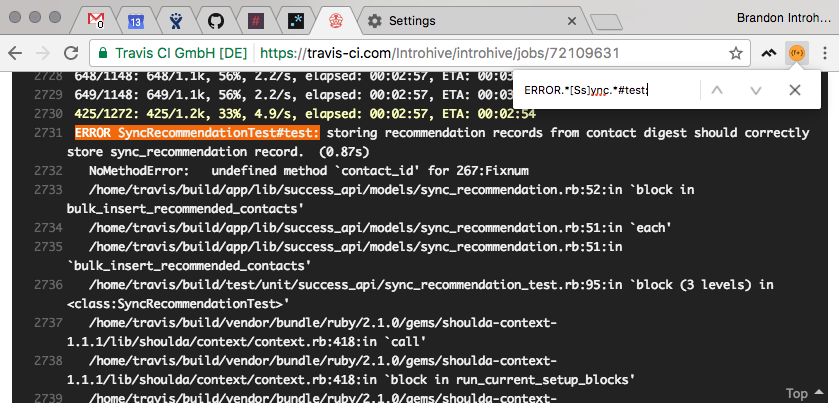 0
13
#
.*
Settings
Brandon Introh...
Travis CI GmbH [DE]
https://travis-ci.com/Introhive/introhive/jobs/72109631
(.*)
ERROR.*[Ss]ync.*#test:
2728 648/1148: 648/1.1k, 56%, 2.2/s, elapsed: 00:02:57, ETA: 00:03
2729 649/1148: 649/1.1k, 56%, 2.2/s, elapsed: 00:02:57, ETA: 00:03
2730 425/1272: 425/1.2k, 33%, 4.9/s, elapsed: 00:02:57, ETA: 00:02:54
2731 ERROR SyncRecommendationTest#test: storing recommendation records from contact digest should correctly
store sync_recommendation record. (0.87s)
2732 NoMethodError: undefined method `contact_id' for 267:Fixnum
2733 /home/travis/build/app/lib/success_api/models/sync_recommendation.rb:52:in `block in
bulk_insert_recommended_contacts'
2734 /home/travis/build/app/lib/success_api/models/sync_recommendation.rb:51:in `each'
2735 /home/travis/build/app/lib/success_api/models/sync_recommendation.rb:51:in
`bulk_insert_recommended_contacts'
2736 /home/travis/build/test/unit/success_api/sync_recommendation_test.rb:95:in `block (3 levels) in
<class:SyncRecommendationTest>'
2737 /home/travis/build/vendor/bundle/ruby/2.1.0/gems/shoulda-context-
1.1.1/lib/shoulda/context/context.rb:418:in `call'
2738 /home/travis/build/vendor/bundle/ruby/2.1.0/gems/shoulda-context-
1.1.1/lib/shoulda/context/context.rb:418:in `block in run_current_setup_blocks'
2739 /home/travis/build/vendor/bundle/ruby/2.1.0/gems/shoulda-context-
Top